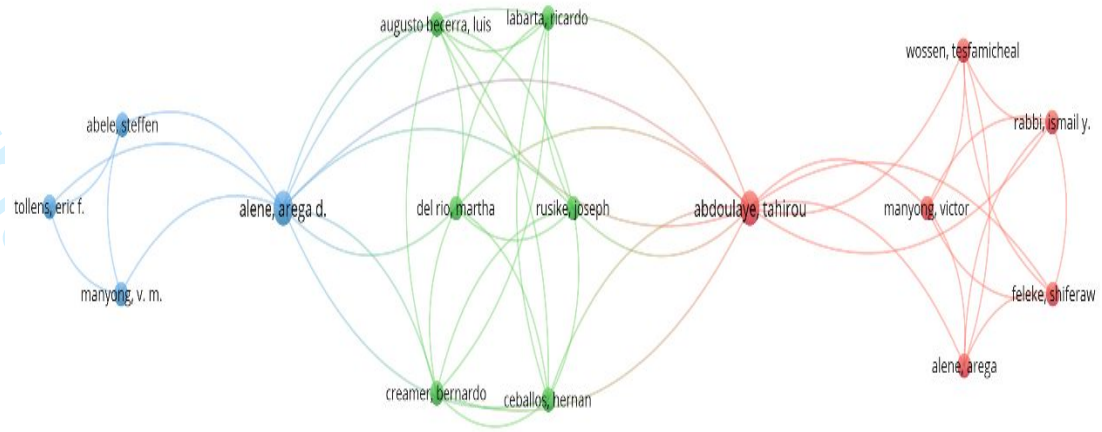 augusto becerra, luis
labarta, ricardo
wossen, tesfamicheal
abele, steffen
rabbi, ismail y.
tollens, eric f.
alene, arega d.
del rio, martha
rusike, joseph
abdoulaye, tahirou
manyong, victor
manyong, v. m.
feleke, shiferaw
alene, arega
creamer, bernardo
ceballos, hernan